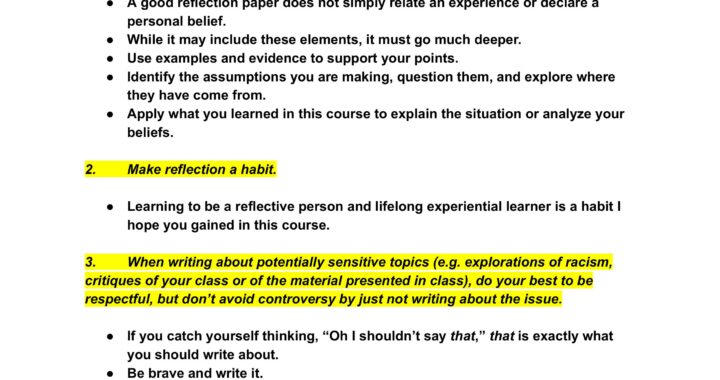 ● A good reflection paper does not simply relate an experience or declare a
personal belief.
● While it may include these elements, it must go much deeper.
● Use examples and evidence to support your points.
● Identify the assumptions you are making, question them, and explore where
they have come from.
● Apply what you learned in this course to explain the situation or analyze your
beliefs.
2. Make reflection a habit.
● Learning to be a reflective person and lifelong experiential learner is a habit I
hope you gained in this course.
3. When writing about potentially sensitive topics (e.g. explorations of racism,
critiques of your class or of the material presented in class), do your best to be
respectful, but don’t avoid controversy by just not writing about the issue.
● If you catch yourself thinking, “Oh I shouldn’t say that,” that is exactly what
you should write about.
● Be brave and write it.